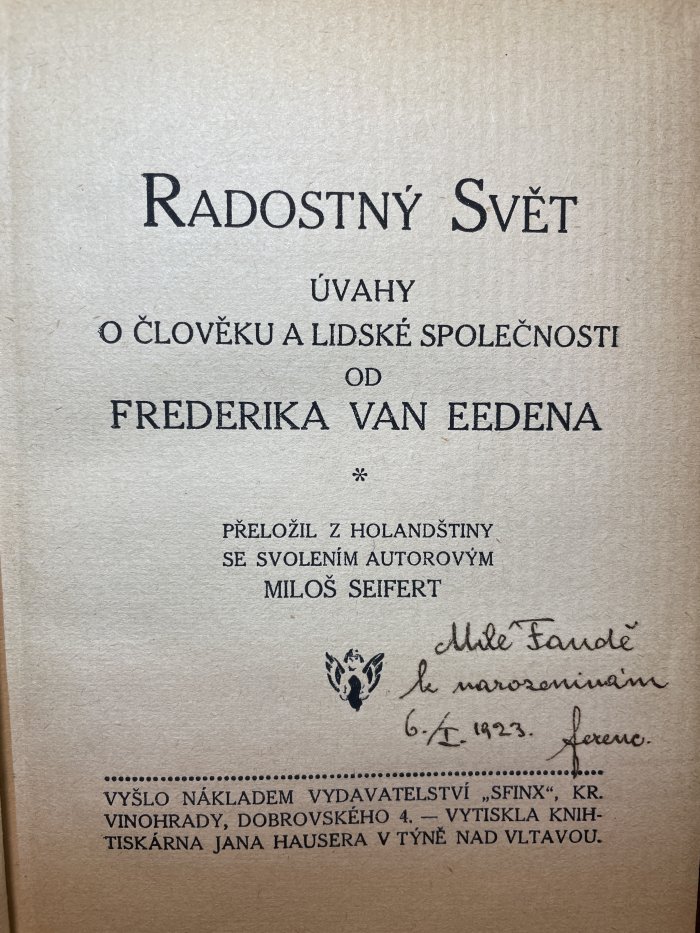 RADOSTNÝ SVĚT
ÚVAHY
O ČLOVĚKU A LIDSKÉ SPOLEČNOSTI
OD
FREDERIKA VAN EEDENA
*
PŘELOŽIL Z HOLANDŠTINY
SE SVOLENÍM AUTOROVÝM
MILOŠ SEIFERT
Milé Fandě
k narozeninám
6./I. 1923. ferenc.
VYŠLO NÁKLADEM VYDAVATELSTVÍ „SFINX“, KR.
VINOHRADY, DOBROVSKÉHO 4. — VYTISKLA KNIH-
TISKÁRNA JANA HAUSERA V TÝNĚ NAD VLTAVOU.